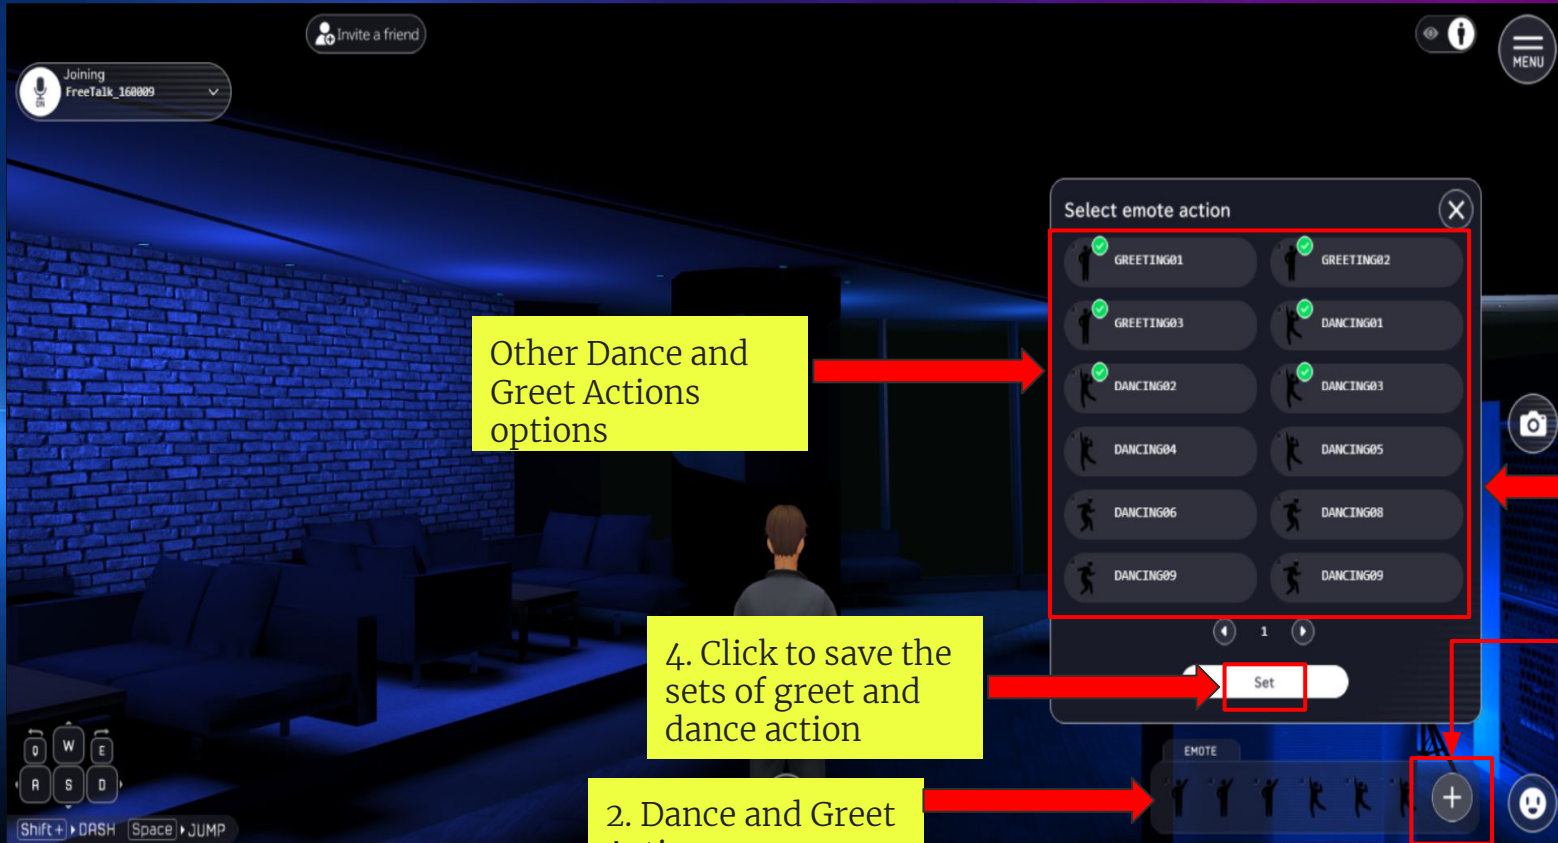 Invite a friend
MENU
Joining
ON
FreeTalk_160009
Select emote action
GREETING01
GREETING02
GREETING03
DANCING01
DANCING02
DANCING03
DANCING04
DANCING05
DANCING06
DANCING08
DANCING09
DANCING09
1
Set
Other Dance and
Greet Actions
options
4. Click to save the
sets of greet and
dance action
EMOTE
2. Dance and Greet
Q W E
A S D
Shift + DASH Space JUMP